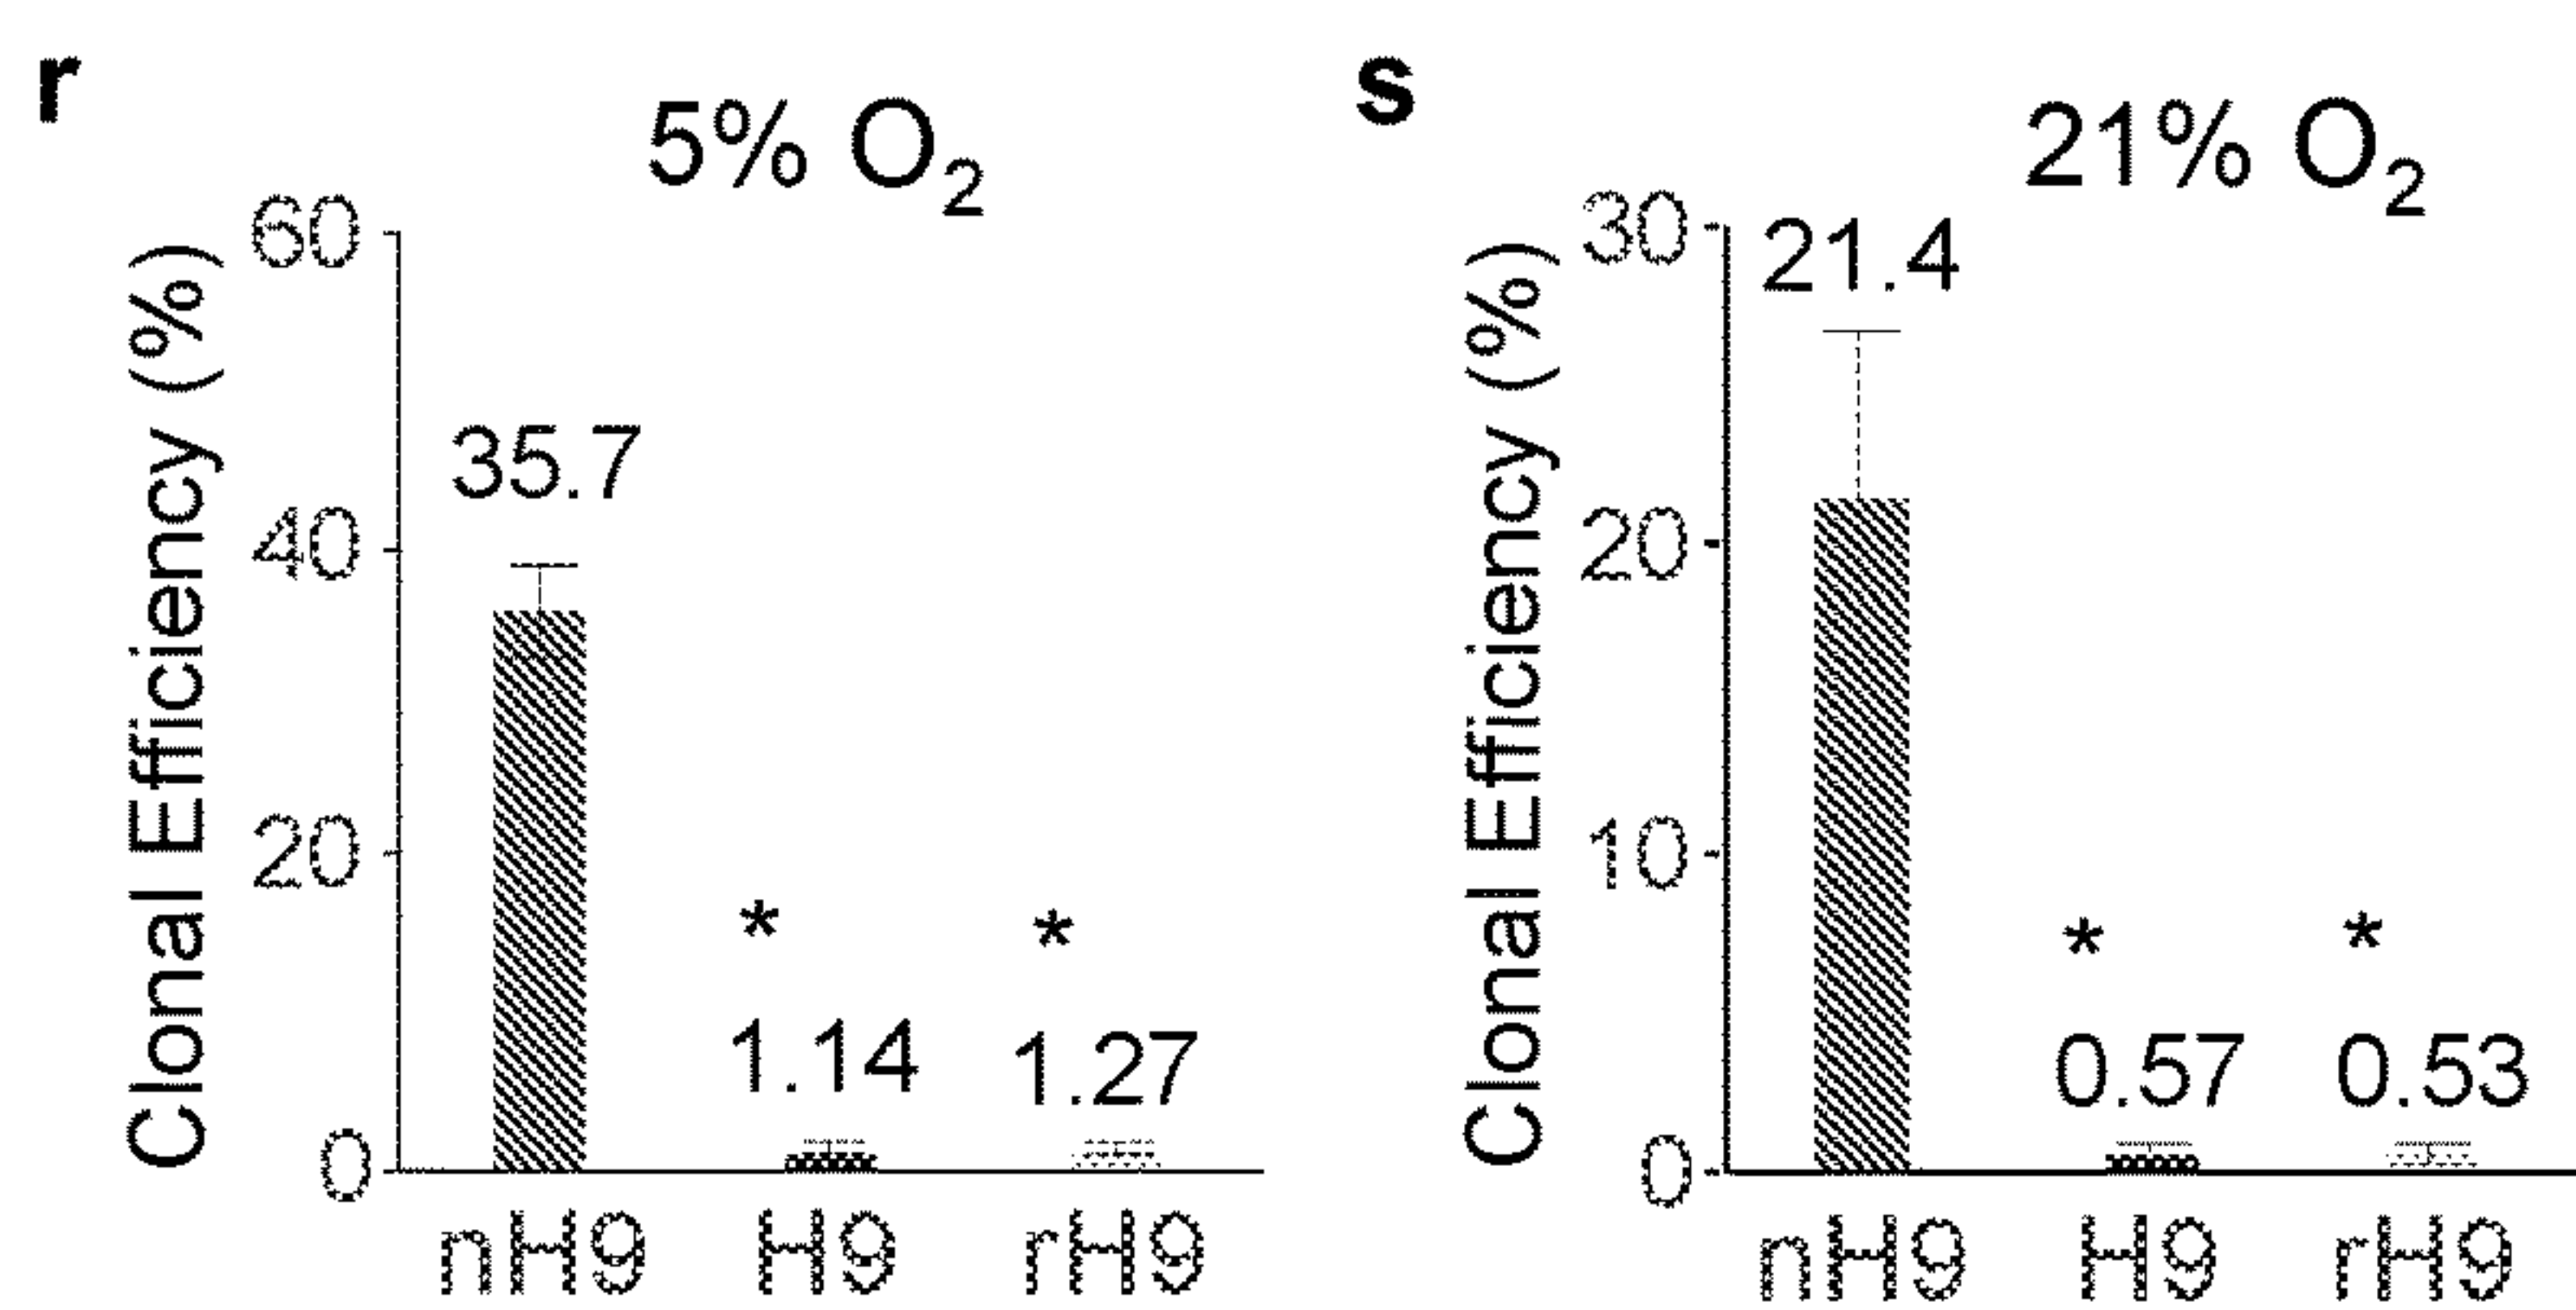 r
5% O₂
Clonal Efficiency (%)
60
40
20
0
35.7
*
*
1.14
1.27
nH9
H9
rH9
s
21% O₂
Clonal Efficiency (%)
30
20
10
0
21.4
*
*
0.57
0.53
nH9
H9
rH9